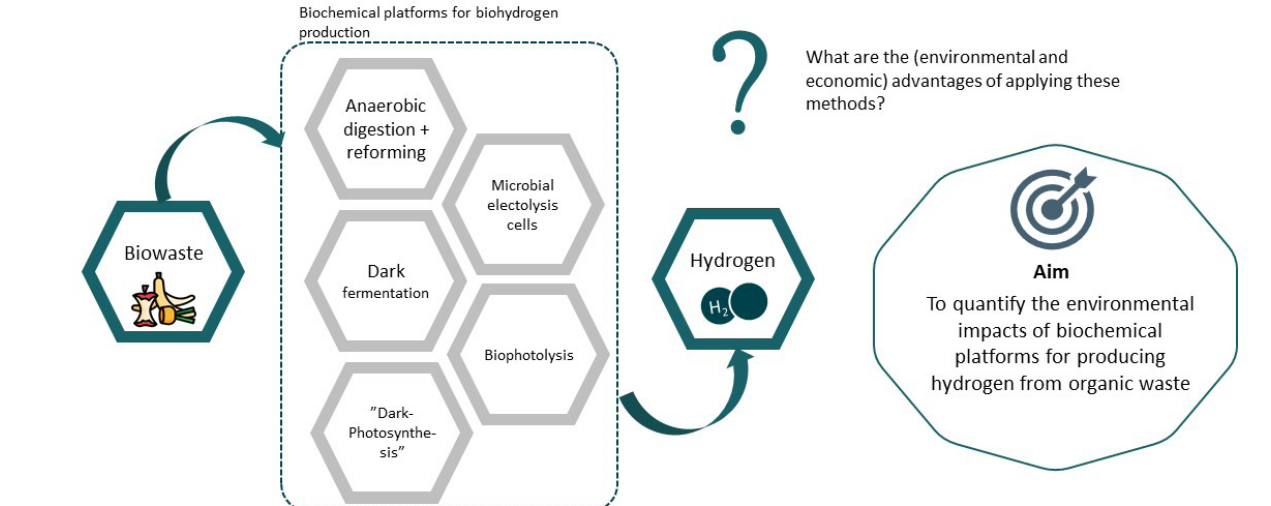 Biochemical platforms for biohydrogen
production
Biowaste
Anaerobic
digestion +
reforming
Microbial
electolysis
cells
Dark
fermentation
Biophotolysis
”Dark-
Photosynthe-
sis”
Hydrogen
H2
What are the (environmental and
economic) advantages of applying these
methods?
?
Aim
To quantify the environmental
impacts of biochemical
platforms for producing
hydrogen from organic waste